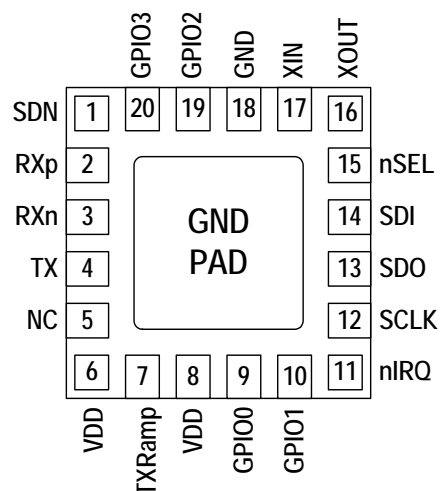 GPIO3
GPIO2
GND
XIN
XOUT
20
19
18
17
16
SDN 1
RXp 2
RXn 3
TX 4
NC 5
GND
PAD
15 nSEL
14 SDI
13 SDO
12 SCLK
11 nIRQ
6
7
8
9
10
VDD
TXRamp
VDD
GPIO0
GPIO1